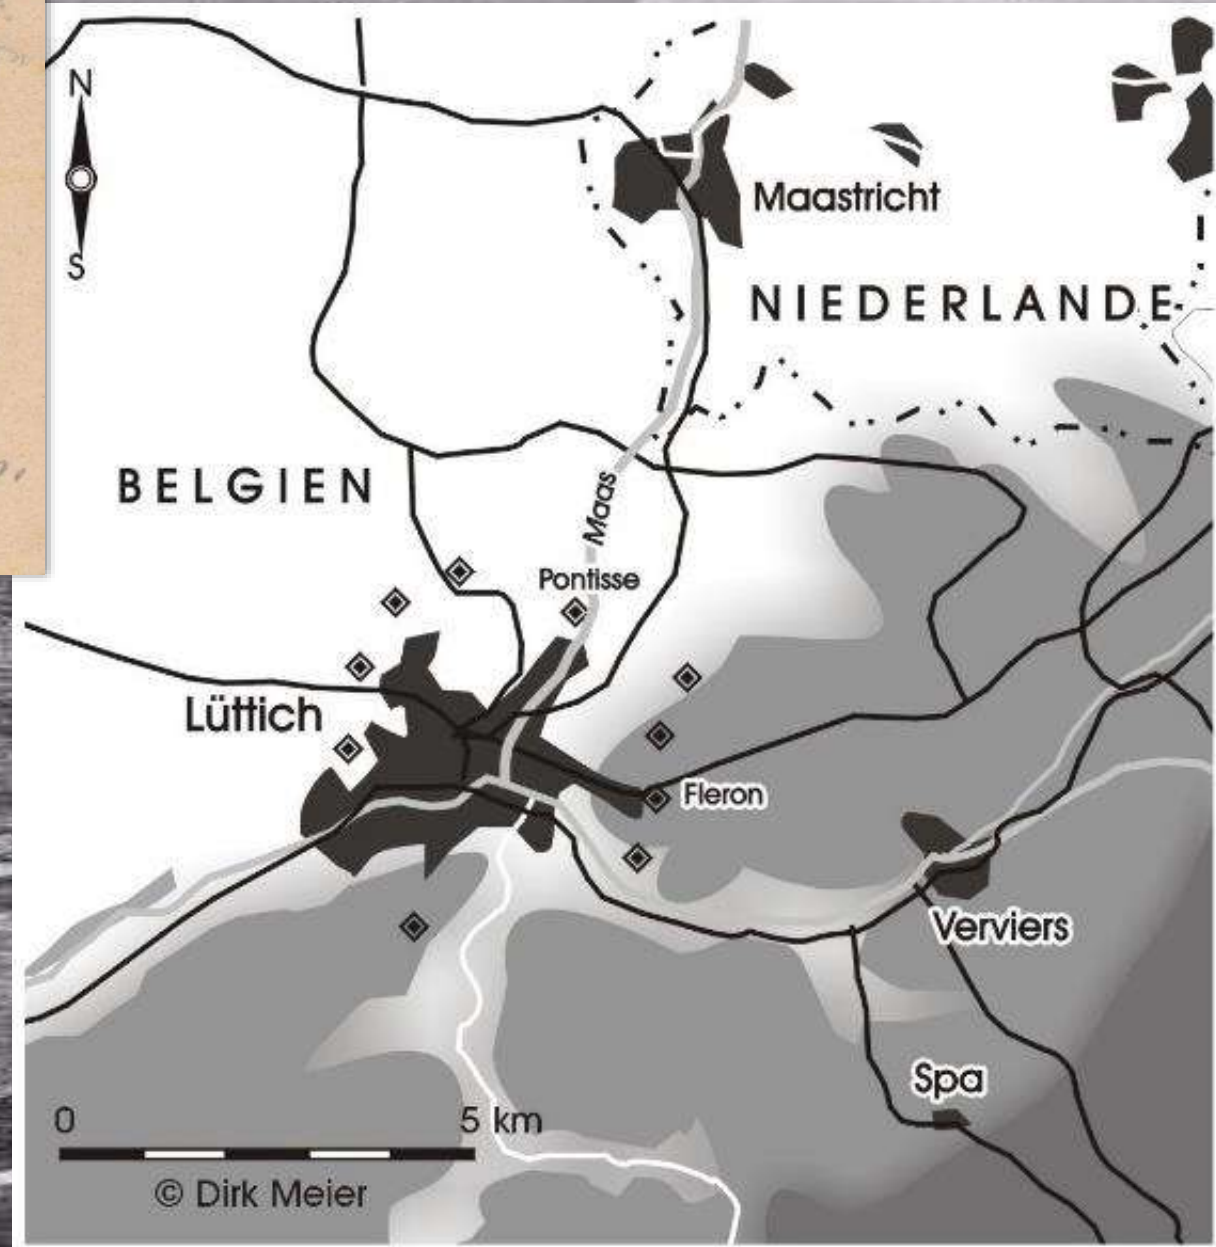 N
S
Maastricht
NIEDERLANDE
BELGIEN
Maas
Pontisse
Lüttich
Fleron
Verviers
Spa
0 5 km
© Dirk Meier